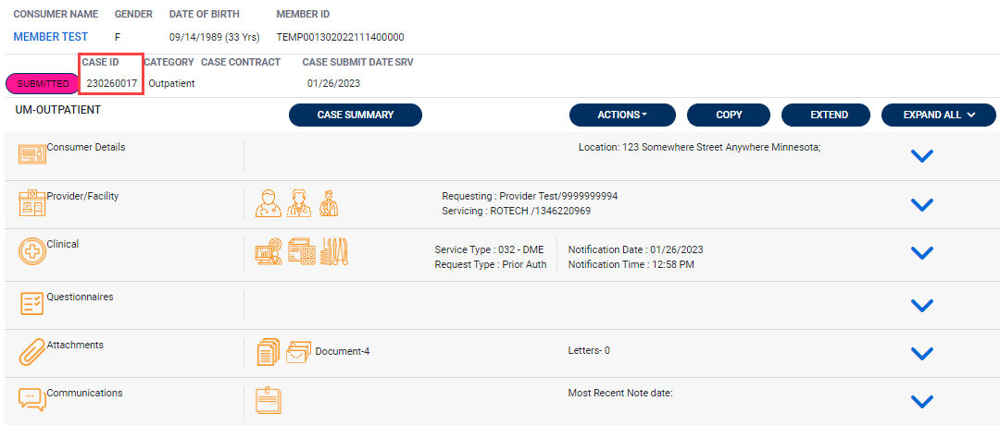 CONSUMER NAME GENDER DATE OF BIRTH MEMBER ID
MEMBER TEST F 09/14/1989 (33 Yrs) TEMP001302022111400000
CASE ID CATEGORY CASE CONTRACT CASE SUBMIT DATE SRV
SUBMITTED 230260017 Outpatient 01/26/2023
UM-OUTPATIENT CASE SUMMARY ACTIONS COPY EXTEND EXPAND ALL
Consumer Details Location: 123 Somewhere Street Anywhere Minnesota;
Provider/Facility Requesting : Provider Test/9999999994
Servicing : ROTECH /1346220969
Clinical
Service Type : 032 - DME Notification Date : 01/26/2023
Request Type : Prior Auth Notification Time : 12:58 PM
Questionnaires
Attachments Document-4 Letters- 0
Communications Most Recent Note date: